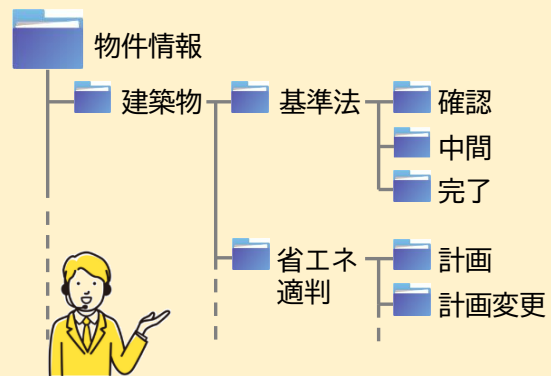 物件情報
建築物
基準法
確認
中間
完了
省エネ
適判
計画
計画変更